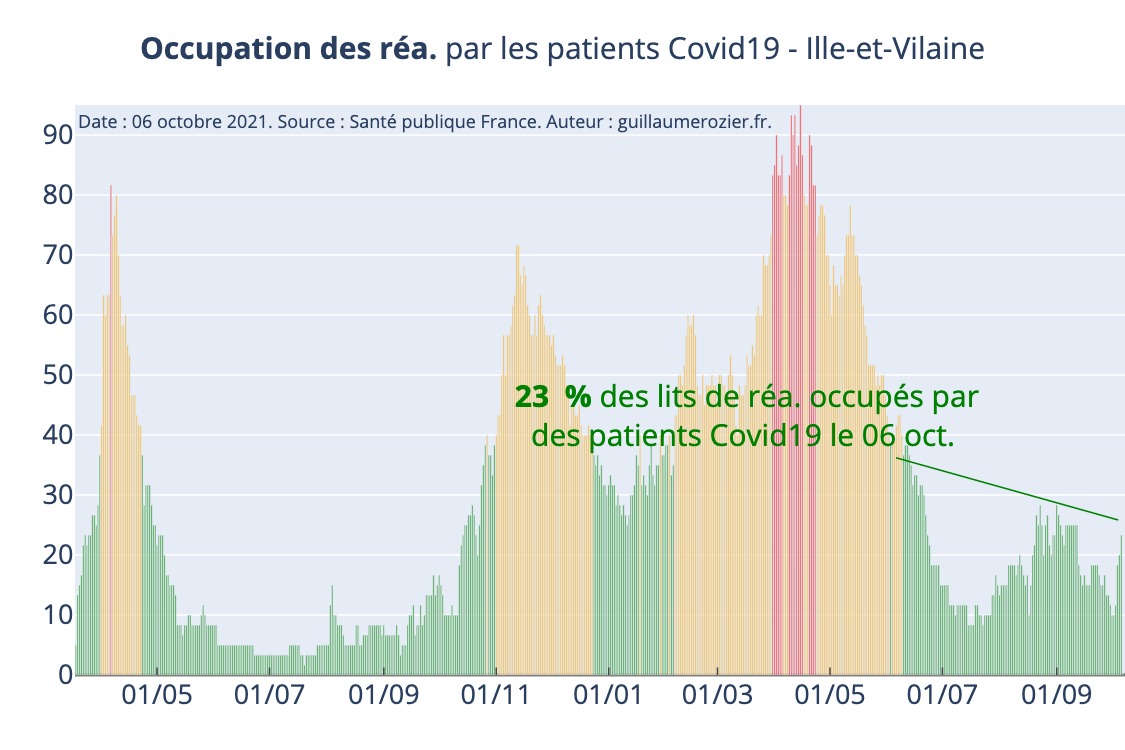 Occupation des réa. par les patients Covid19 - Ille-et-Vilaine
Date : 06 octobre 2021. Source : Santé publique France. Auteur : guillaumerozier.fr.
90
80
70
60
50
40
30
20
10
0
23 % des lits de réa. occupés par
des patients Covid19 le 06 oct.
01/05 01/07 01/09 01/11 01/01 01/03 01/05 01/07 01/09